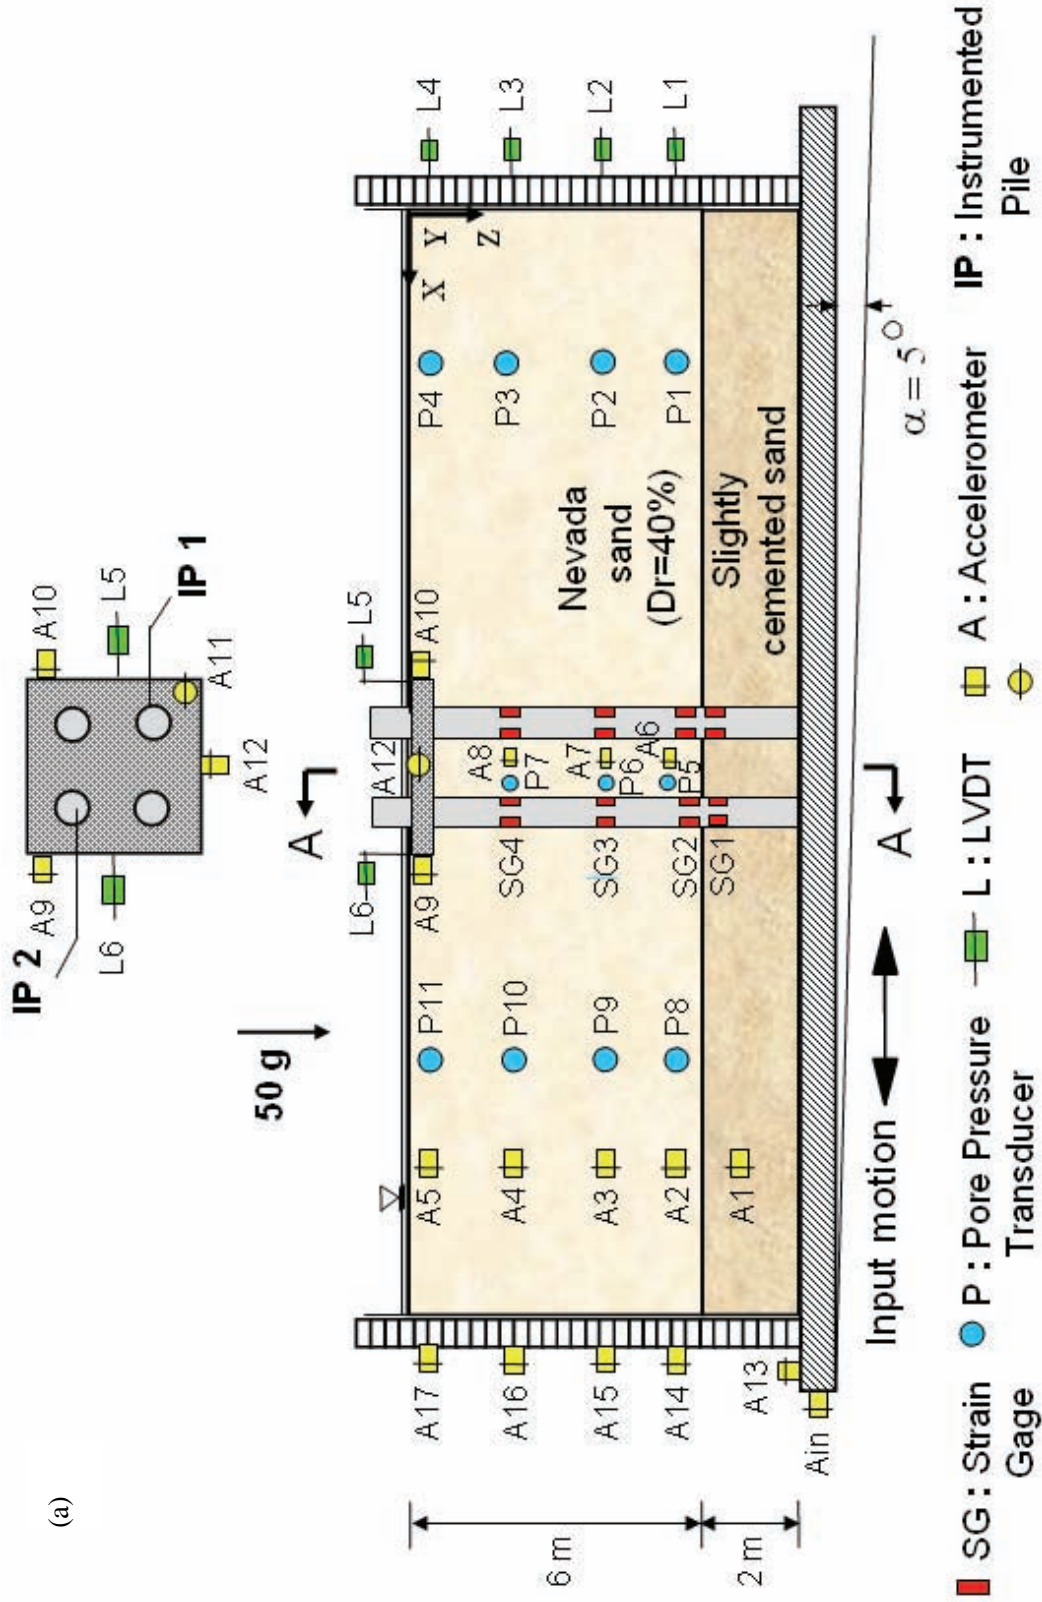 (a)
IP 2
A9
A10
L6
L5
IP 1
A11
A12
50 g
A
L6
L5
A12
A9
A10
A17
A5
P11
P4
L4
A16
A4
P10
SG4
A8
P7
P3
L3
A15
A3
P9
SG3
A7
P6
P2
L2
A14
A2
P8
SG2
P5
A6
P1
L1
A1
SG1
X
Y
Z
Nevada
sand
(Dr=40%)
Slightly
cemented sand
6 m
2 m
A13
Ain
Input motion
A
α = 5°
SG : Strain
Gage
P : Pore Pressure
Transducer
L : LVDT
A : Accelerometer
IP : Instrumented
Pile